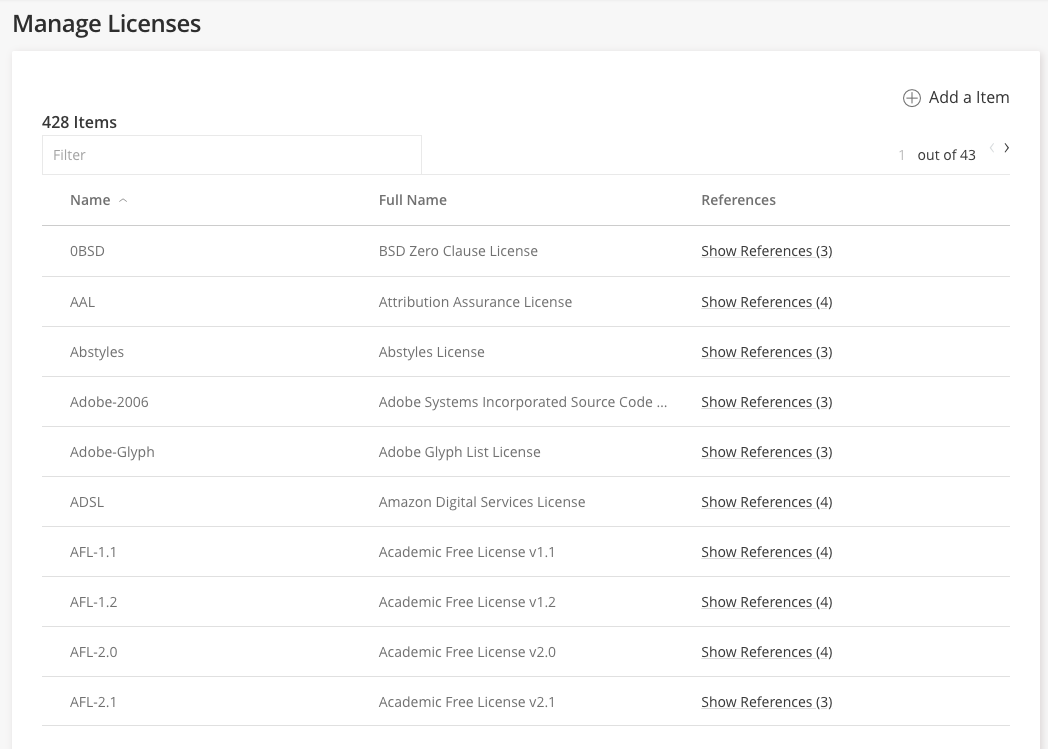 Manage Licenses
Add a Item
428 Items
Filter
1 out of 43
Name Full Name References
0BSD BSD Zero Clause License Show References (3)
AAL Attribution Assurance License Show References (4)
Abstyles Abstyles License Show References (3)
Adobe-2006 Adobe Systems Incorporated Source Code ... Show References (3)
Adobe-Glyph Adobe Glyph List License Show References (3)
ADSL Amazon Digital Services License Show References (4)
AFL-1.1 Academic Free License v1.1 Show References (4)
AFL-1.2 Academic Free License v1.2 Show References (4)
AFL-2.0 Academic Free License v2.0 Show References (4)
AFL-2.1 Academic Free License v2.1 Show References (3)